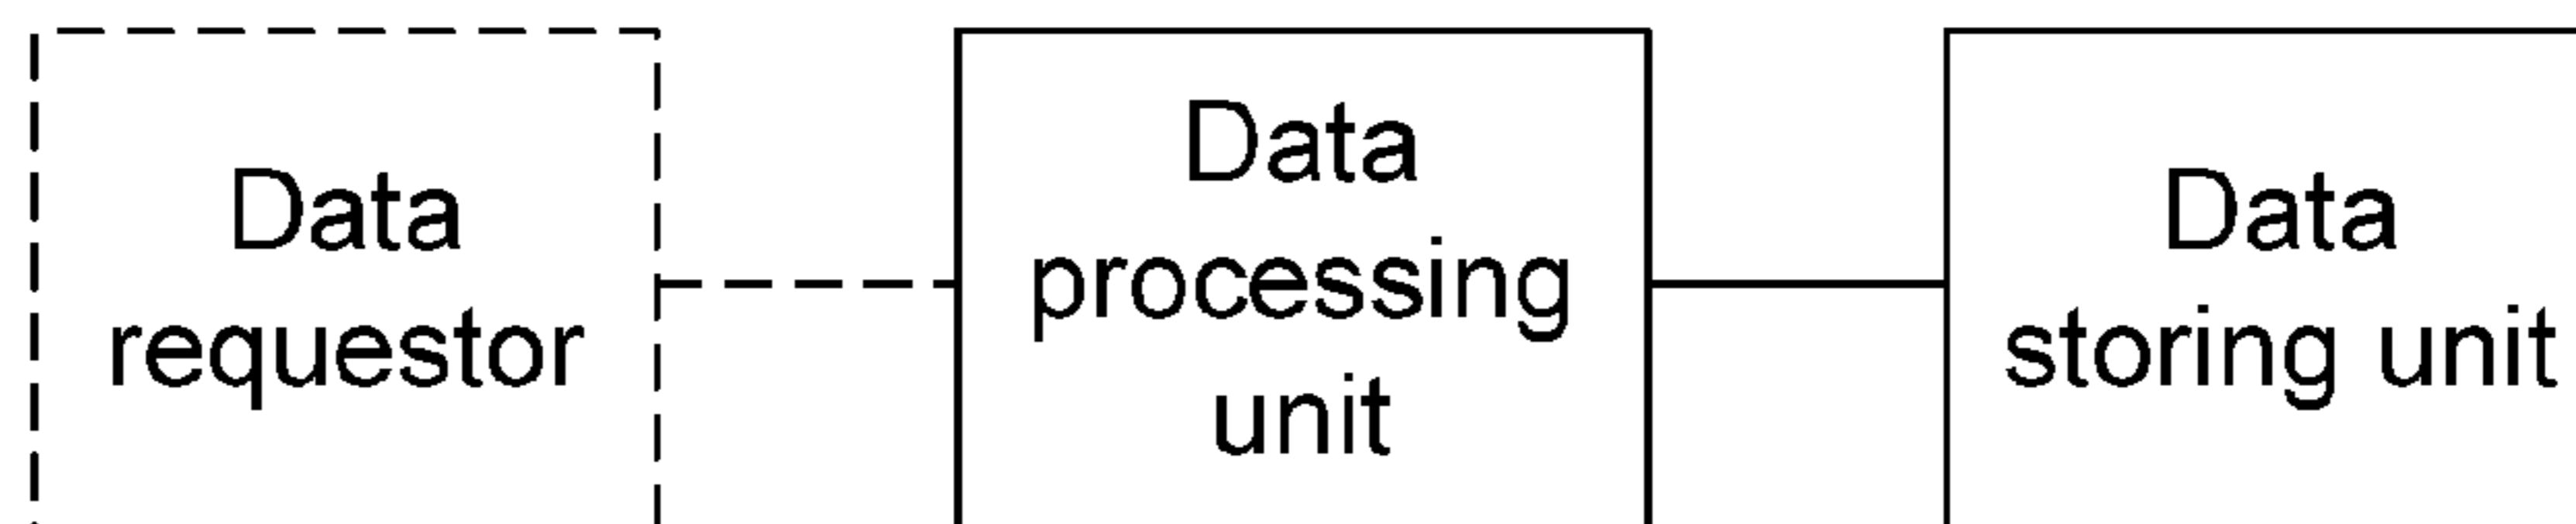 Data
requestor
Data
processing
unit
Data
storing unit